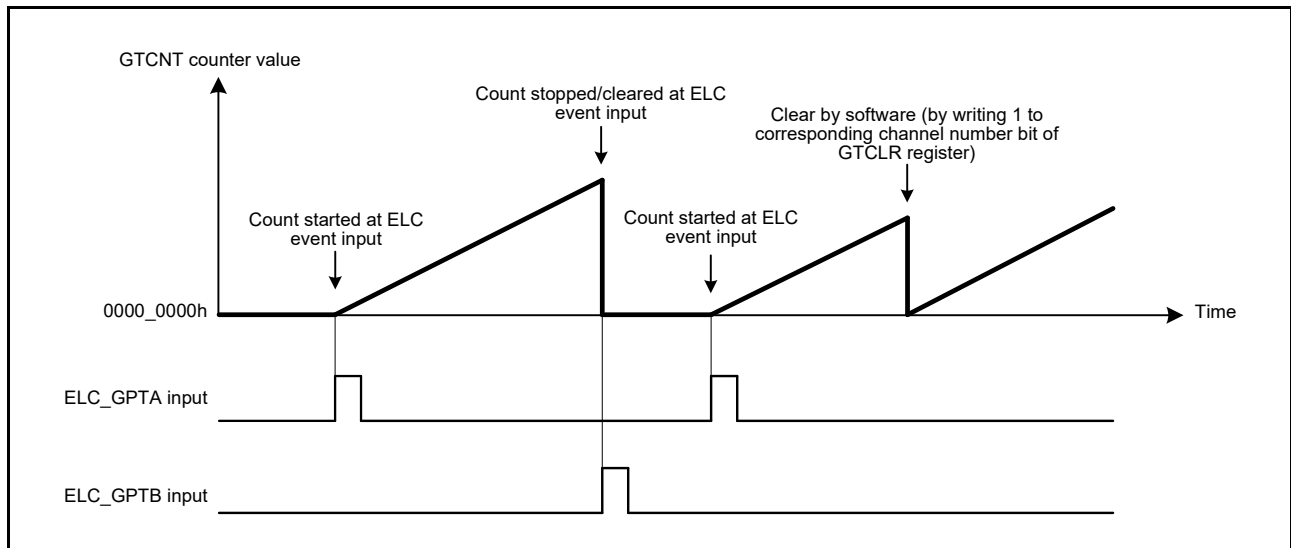 GTCNT counter value
Count stopped/cleared at ELC
event input
Clear by software (by writing 1 to
corresponding channel number bit of
GTCLR register)
Count started at ELC
event input
Count started at ELC
event input
0000_0000h
Time
ELC_GPTA input
ELC_GPTB input